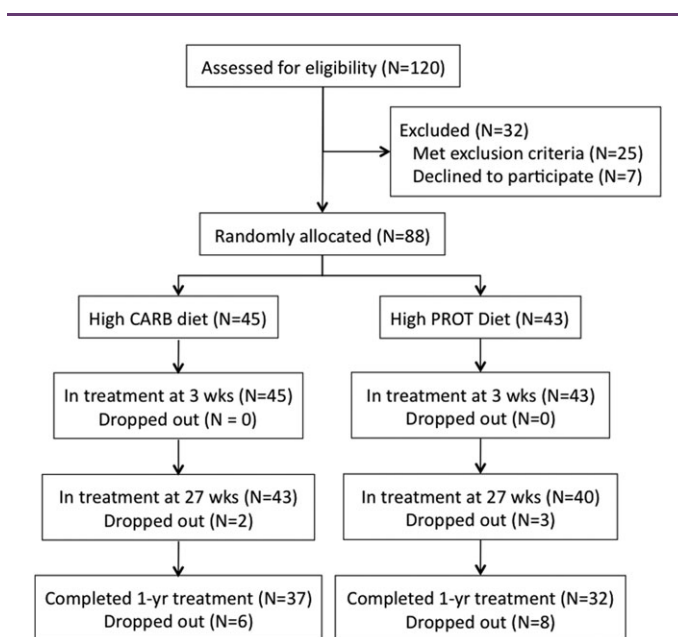 Assessed for eligibility (N=120)
Excluded (N=32)
Met exclusion criteria (N=25)
Declined to participate (N=7)
Randomly allocated (N=88)
High CARB diet (N=45)
High PROT Diet (N=43)
In treatment at 3 wks (N=45)
Dropped out (N = 0)
In treatment at 3 wks (N=43)
Dropped out (N=0)
In treatment at 27 wks (N=43)
Dropped out (N=2)
In treatment at 27 wks (N=40)
Dropped out (N=3)
Completed 1-yr treatment (N=37)
Dropped out (N=6)
Completed 1-yr treatment (N=32)
Dropped out (N=8)